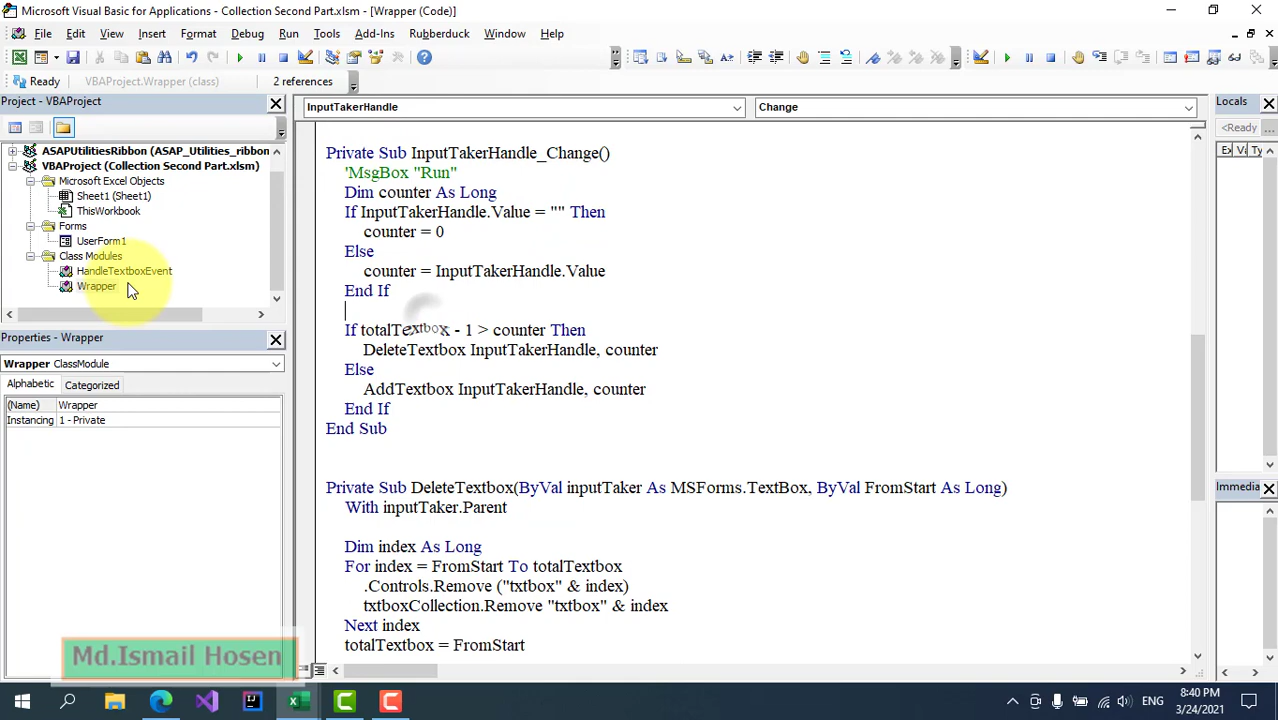 Microsoft Visual Basic for Applications - Collection Second Part.xlsm - [Wrapper (Code)]
File Edit View Insert Format Debug Run Tools Add-Ins Rubberduck Window Help
Ready VBAProject.Wrapper (class) 2 references
Project - VBAProject
ASAPUtilitiesRibbon (ASAP_Utilities_ribbon
VBAProject (Collection Second Part.xlsm)
Microsoft Excel Objects
Sheet1 (Sheet1)
ThisWorkbook
Forms
UserForm1
Class Modules
HandleTextboxEvent
Wrapper
Properties - Wrapper
Wrapper ClassModule
Alphabetic Categorized
(Name) Wrapper
Instancing 1 - Private
InputTakerHandle Change
Private Sub InputTakerHandle_Change()
'MsgBox "Run"
Dim counter As Long
If InputTakerHandle.Value = "" Then
counter = 0
Else
counter = InputTakerHandle.Value
End If
If totalTextbox - 1 > counter Then
DeleteTextbox InputTakerHandle, counter
Else
AddTextbox InputTakerHandle, counter
End If
End Sub
Private Sub DeleteTextbox(ByVal inputTaker As MSForms.TextBox, ByVal FromStart As Long)
With inputTaker.Parent
Dim index As Long
For index = FromStart To totalTextbox
.Controls.Remove ("txtbox" & index)
txtboxCollection.Remove "txtbox" & index
Next index
totalTextbox = FromStart
Locals
<Ready ...
Ex Va Typ
Immedia
Md.Ismail Hosen
ENG
8:40 PM
3/24/2021